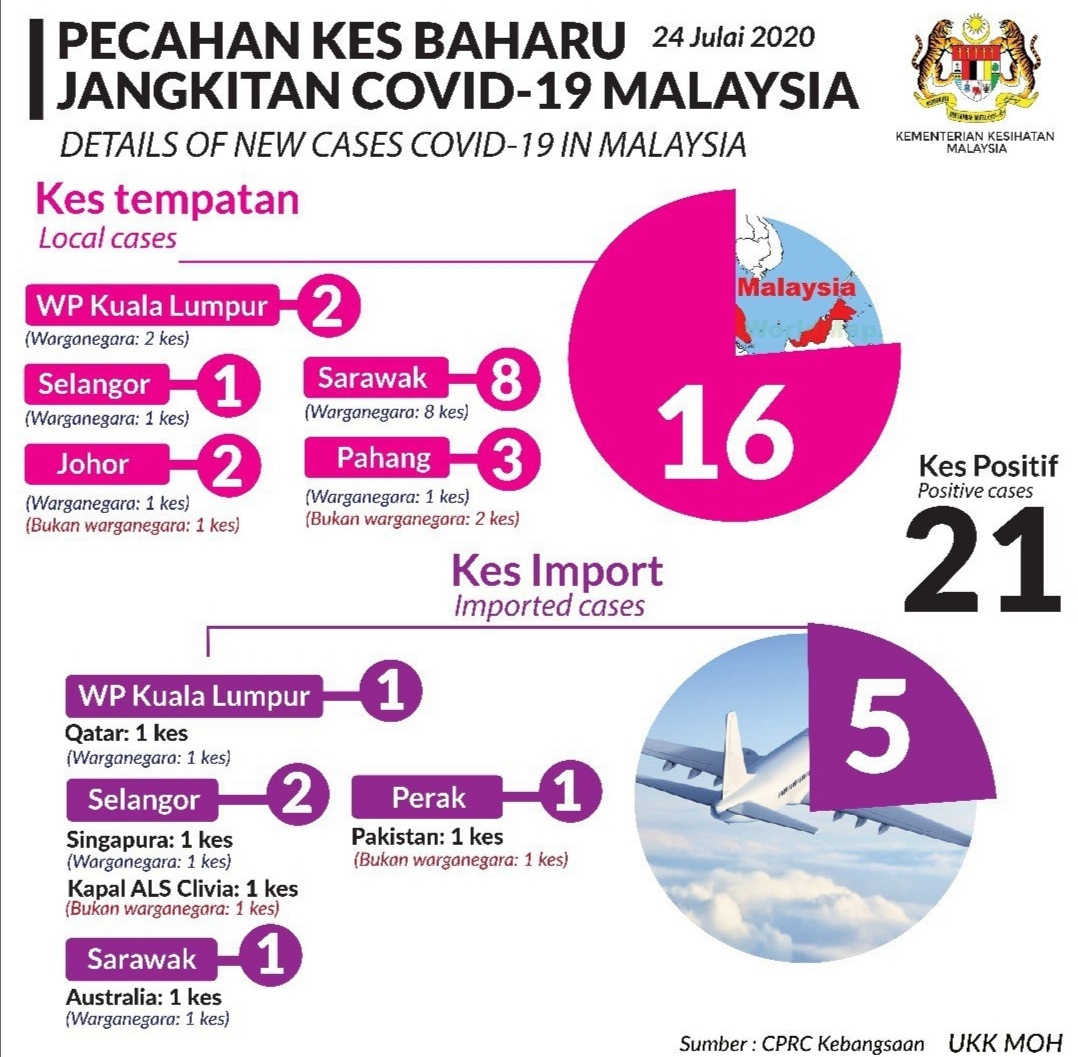 PECAHAN KES BAHARU 24 Julai 2020
JANGKITAN COVID-19 MALAYSIA
DETAILS OF NEW CASES COVID-19 IN MALAYSIA
KEMENTERIAN KESIHATAN
MALAYSIA
Kes tempatan
Local cases
WP Kuala Lumpur 2
(Warganegara: 2 kes)
Selangor 1
(Warganegara: 1 kes)
Sarawak 8
(Warganegara: 8 kes)
Johor 2
(Warganegara: 1 kes)
(Bukan warganegara: 1 kes)
Pahang 3
(Warganegara: 1 kes)
(Bukan warganegara: 2 kes)
Malaysia
World Map
16
Kes Positif
Positive cases
21
Kes Import
Imported cases
WP Kuala Lumpur 1
Qatar: 1 kes
(Warganegara: 1 kes)
Selangor 2
Singapura: 1 kes
(Warganegara: 1 kes)
Kapal ALS Clivia: 1 kes
(Bukan warganegara: 1 kes)
Perak 1
Pakistan: 1 kes
(Bukan warganegara: 1 kes)
Sarawak 1
Australia: 1 kes
(Warganegara: 1 kes)
5
Sumber : CPRC Kebangsaan UKK MOH